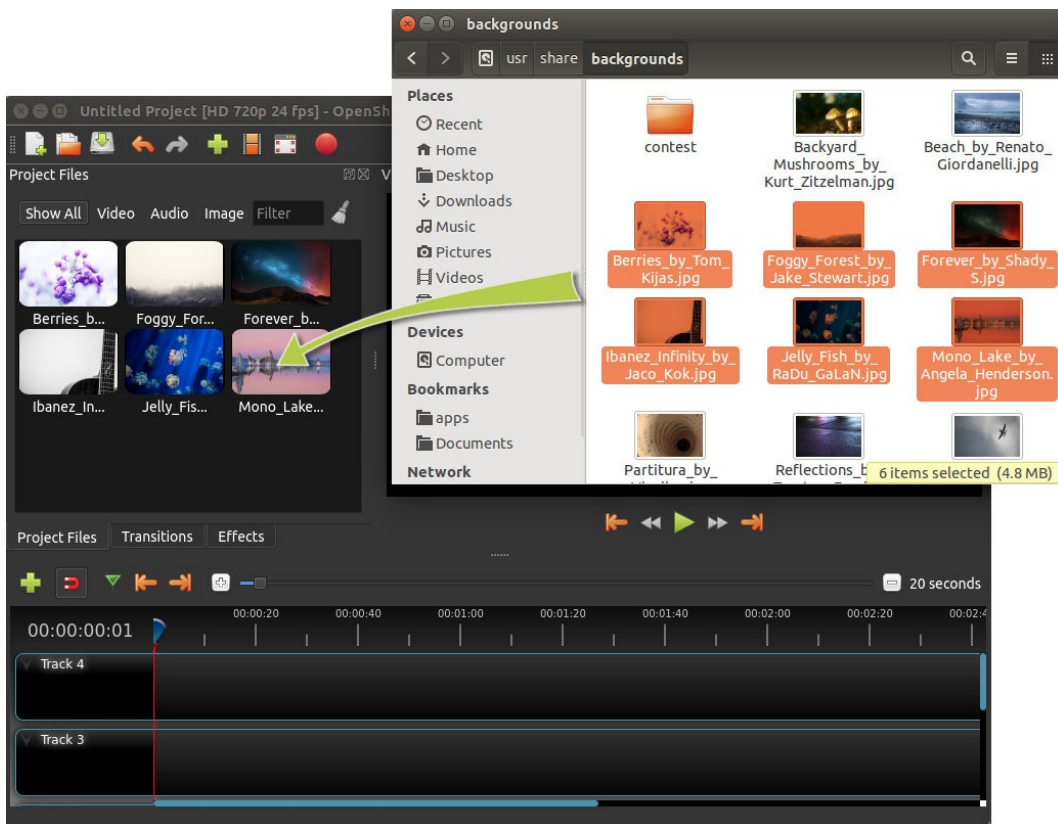 backgrounds
usr share backgrounds
Places
Recent
Home
Desktop
Downloads
Music
Pictures
Videos
Devices
Computer
Bookmarks
apps
Documents
Network
contest
Backyard_
Mushrooms_by_
Kurt_Zitzelman.jpg
Beach_by_Renato_
Giordanelli.jpg
Berries_by_Tom_
Kijas.jpg
Foggy_Forest_by_
Jake_Stewart.jpg
Forever_by_Shady_
S.jpg
Ibanez_Infinity_by_
Jaco_Kok.jpg
Jelly_Fish_by_
RaDu_GaLaN.jpg
Mono_Lake_by_
Angela_Henderson.
jpg
Partitura_by_
Reflections_b
6 items selected (4.8 MB)
Untitled Project [HD 720p 24 fps] - OpenSh
Project Files
V
Show All Video Audio Image Filter
Berries_b...
Foggy_For...
Forever_b...
Ibanez_In...
Jelly_Fis...
Mono_Lake...
Project Files Transitions Effects
20 seconds
00:00:00:01
00:00:20 00:00:40 00:01:00 00:01:20 00:01:40 00:02:00 00:02:20 00:02:4
Track 4
Track 3